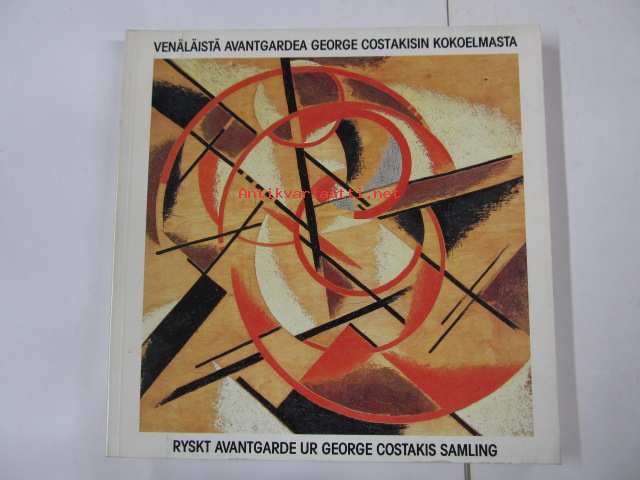 VENÄLÄISTÄ AVANTGARDEA GEORGE COSTAKISIN KOKOELMASTA
Antikvariaatti.net
RYSKT AVANTGARDE UR GEORGE COSTAKIS SAMLING